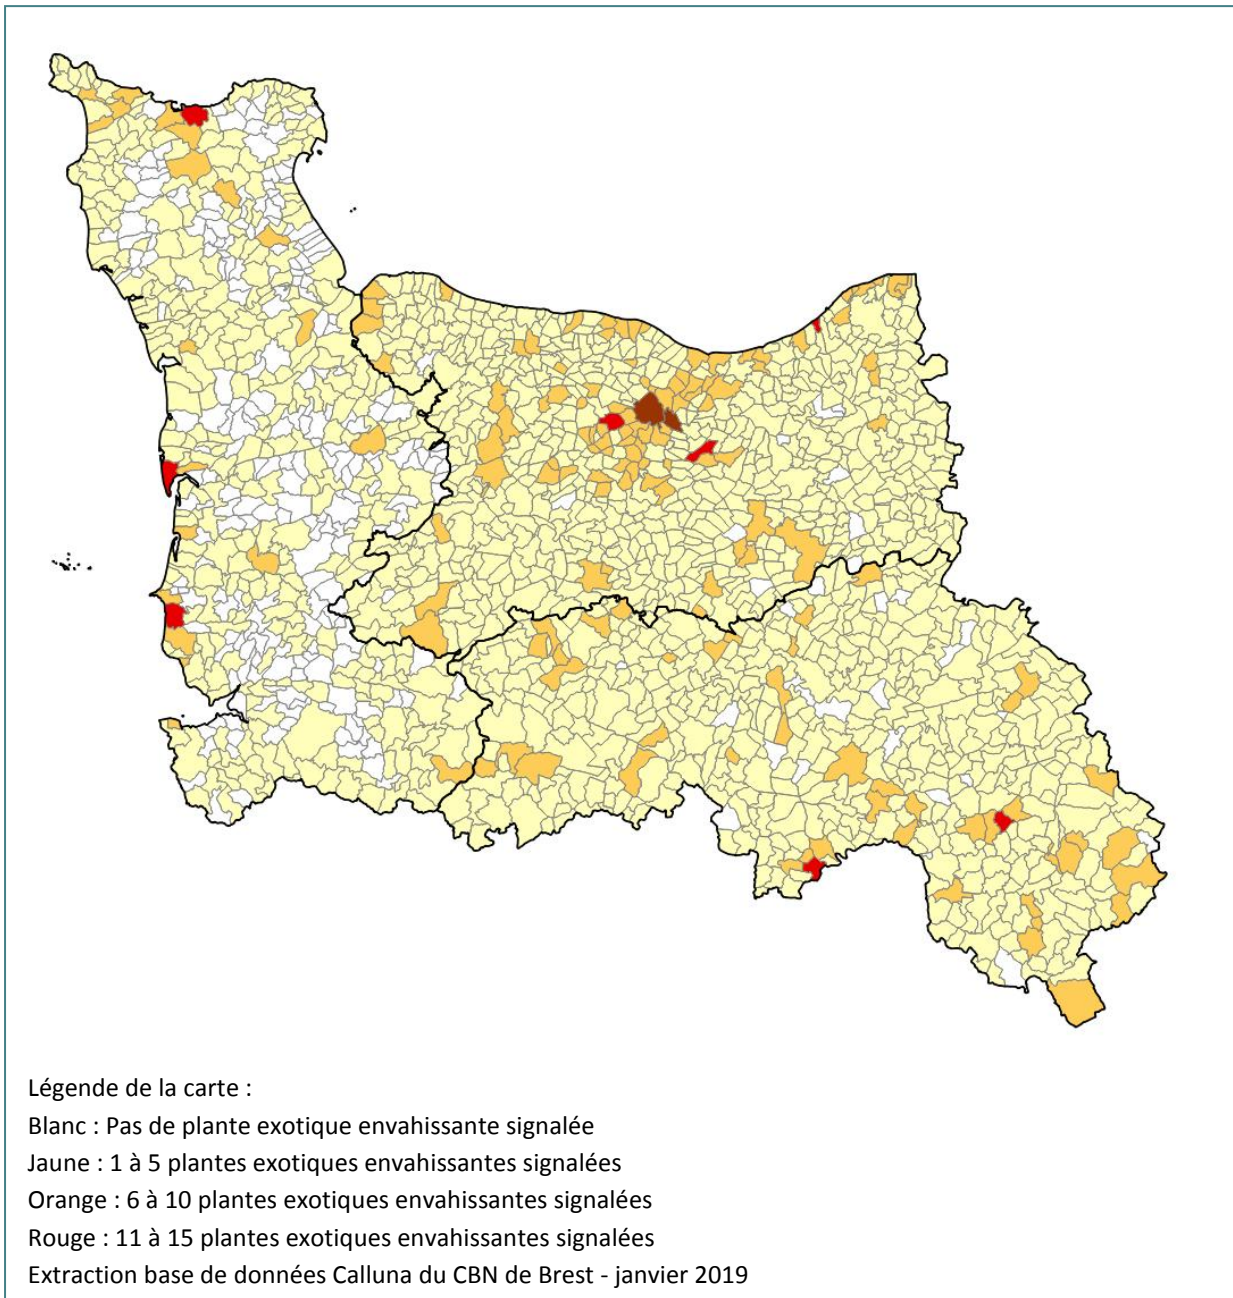 Légende de la carte :
Blanc : Pas de plante exotique envahissante signalée
Jaune : 1 à 5 plantes exotiques envahissantes signalées
Orange : 6 à 10 plantes exotiques envahissantes signalées
Rouge : 11 à 15 plantes exotiques envahissantes signalées
Extraction base de données Calluna du CBN de Brest - janvier 2019